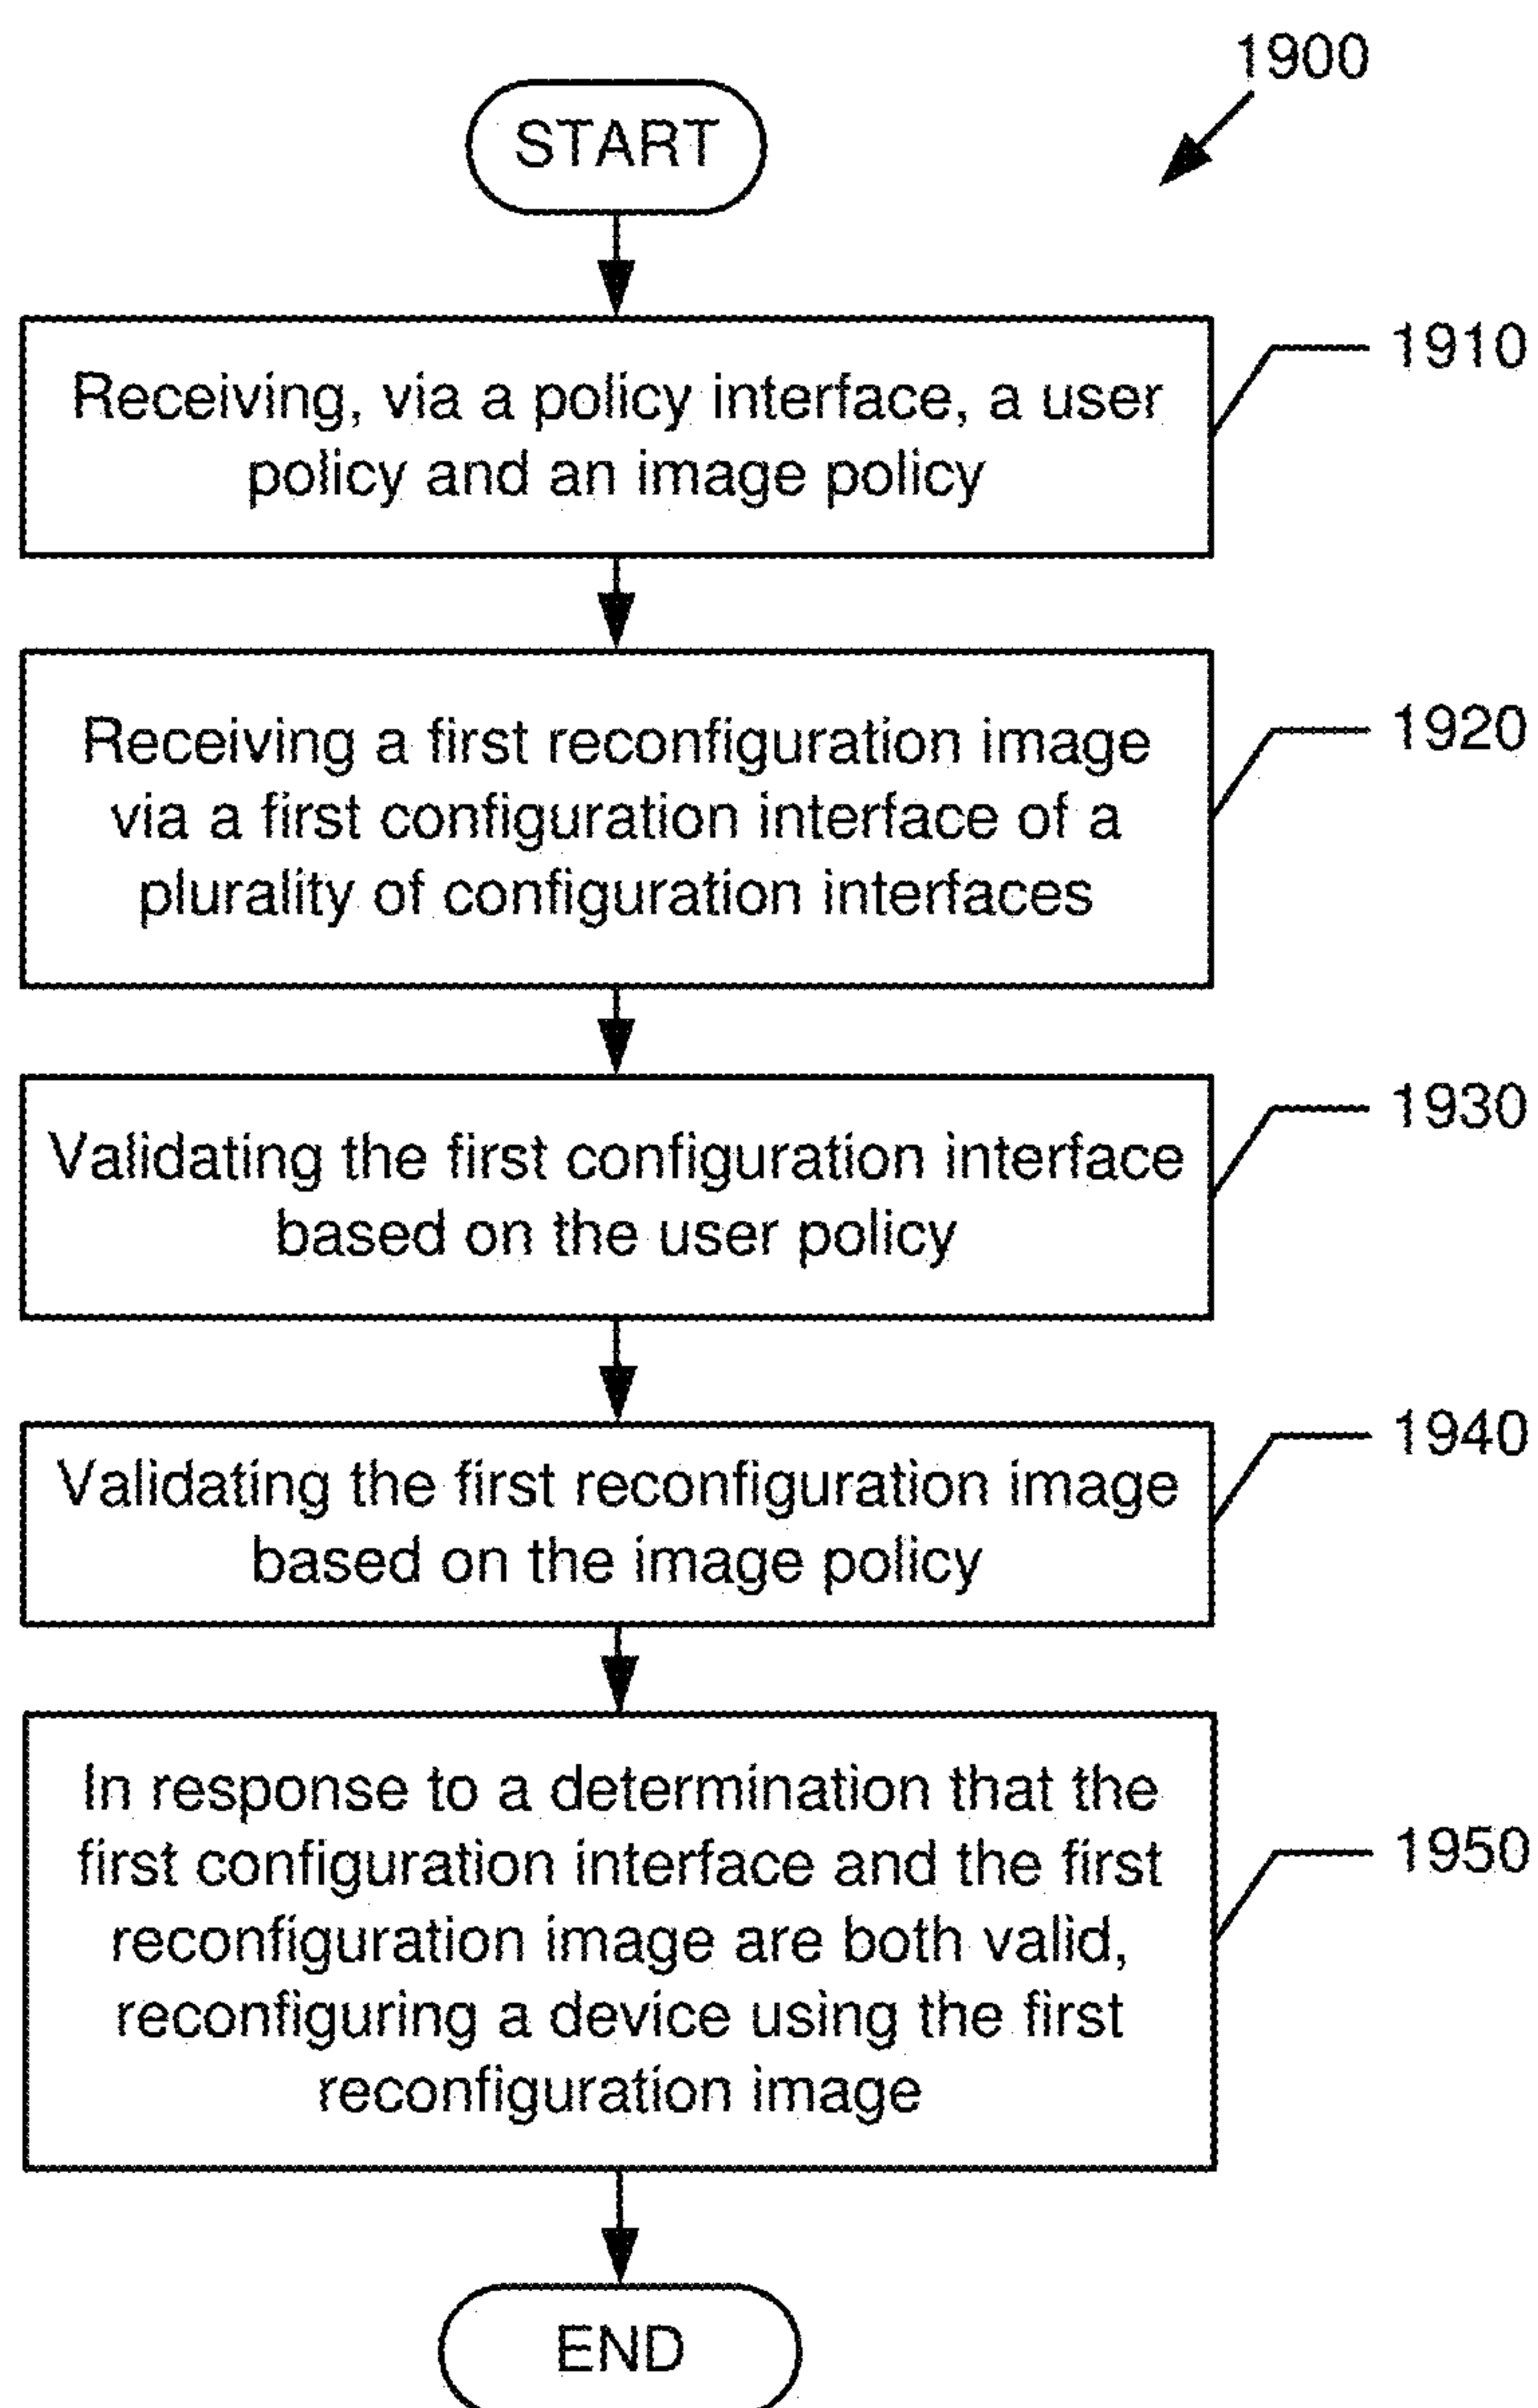 1900
START
Receiving, via a policy interface, a user
policy and an image policy
1910
Receiving a first reconfiguration image
via a first configuration interface of a
plurality of configuration interfaces
1920
Validating the first configuration interface
based on the user policy
1930
Validating the first reconfiguration image
based on the image policy
1940
In response to a determination that the
first configuration interface and the first
reconfiguration image are both valid,
reconfiguring a device using the first
reconfiguration image
1950
END